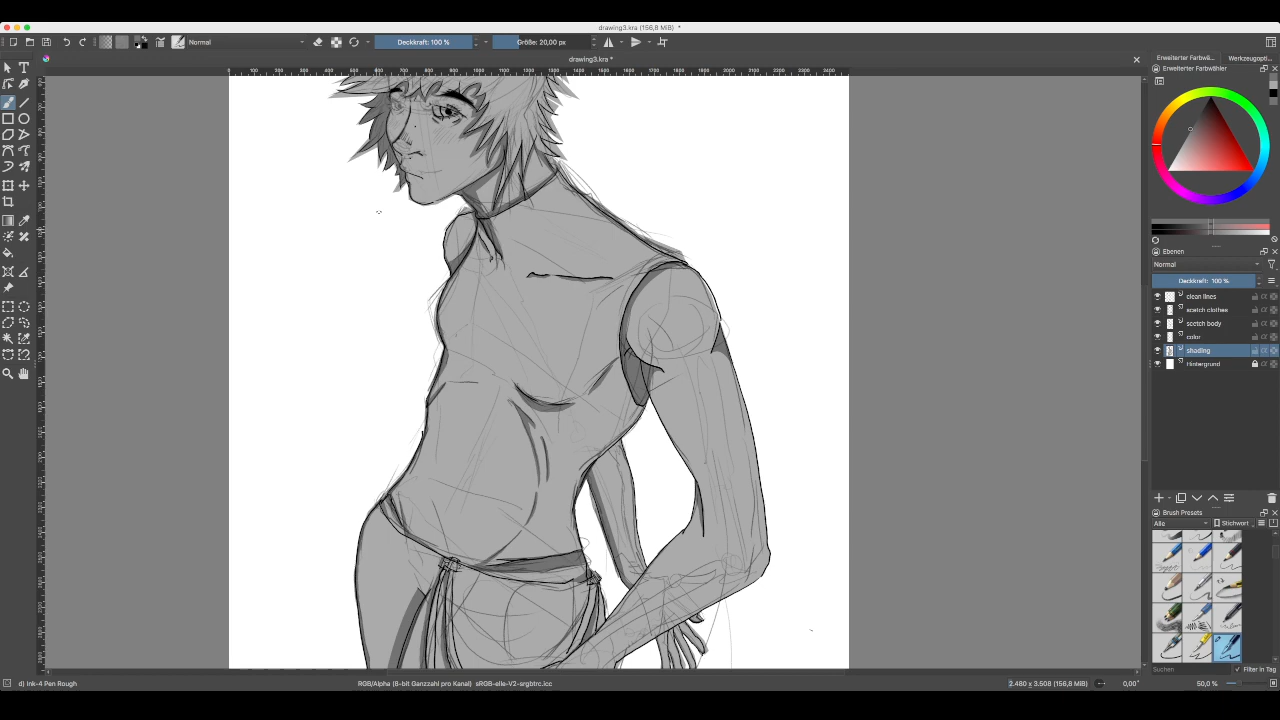 drawing3.kra (156,8 MiB) *
Normal
Deckkraft: 100 %
Größe: 20,00 px
drawing3.kra *
Erweiterter Farbwä...
Werkzeugopti...
Erweiterter Farbwähler
Ebenen
Normal
Deckkraft: 100 %
clean lines
scetch clothes
scetch body
color
shading
Hintergrund
Brush Presets
Alle
Stichwort
Suchen
Filter in Tag
d) Ink-4 Pen Rough
RGB/Alpha (8-bit Ganzzahl pro Kanal) sRGB-elle-V2-srgbtrc.icc
2.480 x 3.508 (156,8 MiB)
0,00°
50,0 %